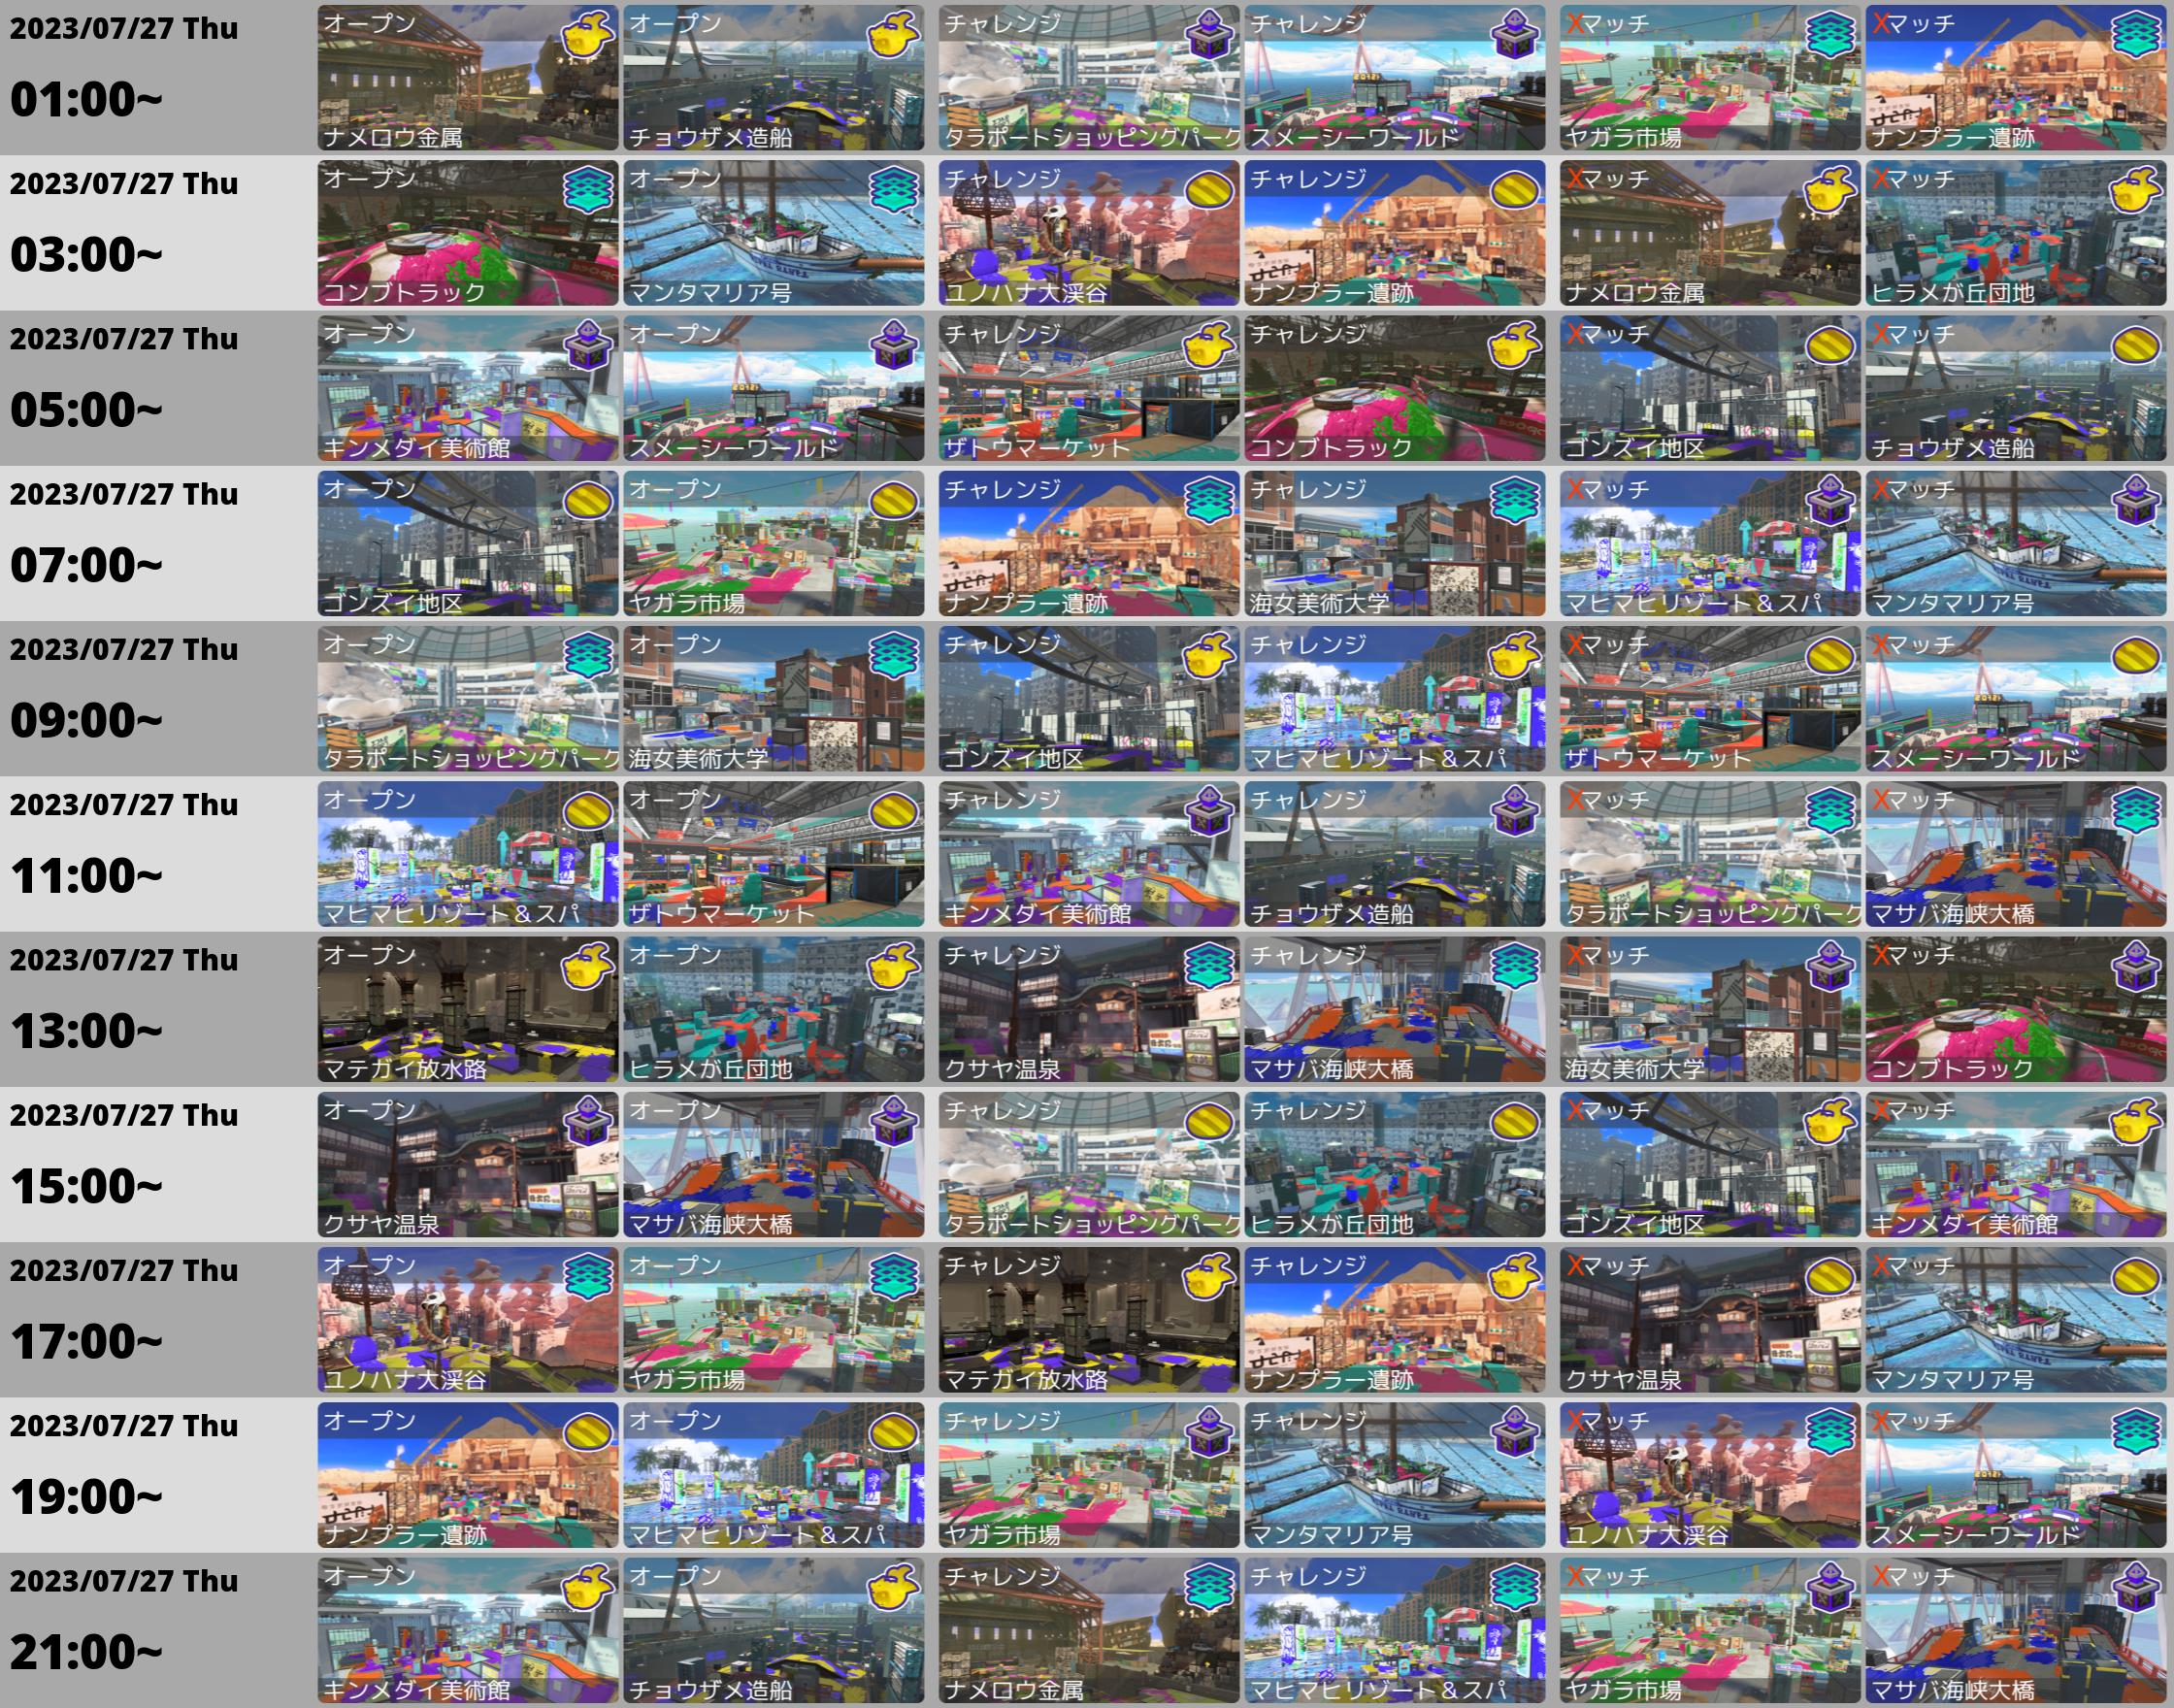 2023/07/27 Thu
01:00~
オープン オープン チャレンジ チャレンジ Xマッチ Xマッチ
ナメロウ金属 チョウザメ造船 タラポートショッピングパーク スメーシーワールド ヤガラ市場 ナンプラー遺跡
2023/07/27 Thu
03:00~
オープン オープン チャレンジ チャレンジ Xマッチ Xマッチ
コンブトラック マンタマリア号 ユノハナ大渓谷 ナンプラー遺跡 ナメロウ金属 ヒラメが丘団地
2023/07/27 Thu
05:00~
オープン オープン チャレンジ チャレンジ Xマッチ Xマッチ
キンメダイ美術館 スメーシーワールド ザトウマーケット コンブトラック ゴンズイ地区 チョウザメ造船
2023/07/27 Thu
07:00~
オープン オープン チャレンジ チャレンジ Xマッチ Xマッチ
ゴンズイ地区 ヤガラ市場 ナンプラー遺跡 海女美術大学 マヒマヒリゾート＆スパ マンタマリア号
2023/07/27 Thu
09:00~
オープン オープン チャレンジ チャレンジ Xマッチ Xマッチ
タラポートショッピングパーク 海女美術大学 ゴンズイ地区 マヒマヒリゾート＆スパ ザトウマーケット スメーシーワールド
2023/07/27 Thu
11:00~
オープン オープン チャレンジ チャレンジ Xマッチ Xマッチ
マヒマヒリゾート＆スパ ザトウマーケット キンメダイ美術館 チョウザメ造船 タラポートショッピングパーク マサバ海峡大橋
2023/07/27 Thu
13:00~
オープン オープン チャレンジ チャレンジ Xマッチ Xマッチ
マテガイ放水路 ヒラメが丘団地 クサヤ温泉 マサバ海峡大橋 海女美術大学 コンブトラック
2023/07/27 Thu
15:00~
オープン オープン チャレンジ チャレンジ Xマッチ Xマッチ
クサヤ温泉 マサバ海峡大橋 タラポートショッピングパーク ヒラメが丘団地 ゴンズイ地区 キンメダイ美術館
2023/07/27 Thu
17:00~
オープン オープン チャレンジ チャレンジ Xマッチ Xマッチ
ユノハナ大渓谷 ヤガラ市場 マテガイ放水路 ナンプラー遺跡 クサヤ温泉 マンタマリア号
2023/07/27 Thu
19:00~
オープン オープン チャレンジ チャレンジ Xマッチ Xマッチ
ナンプラー遺跡 マヒマヒリゾート＆スパ ヤガラ市場 マンタマリア号 ユノハナ大渓谷 スメーシーワールド
2023/07/27 Thu
21:00~
オープン オープン チャレンジ チャレンジ Xマッチ Xマッチ
キンメダイ美術館 チョウザメ造船 ナメロウ金属 マヒマヒリゾート＆スパ ヤガラ市場 マサバ海峡大橋